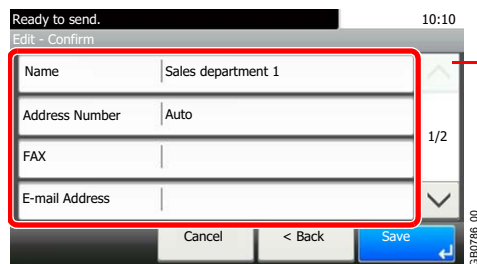 Ready to send. 10:10
Edit - Confirm
Name Sales department 1
Address Number Auto
1/2
FAX
E-mail Address
Cancel < Back Save
GB0786_00